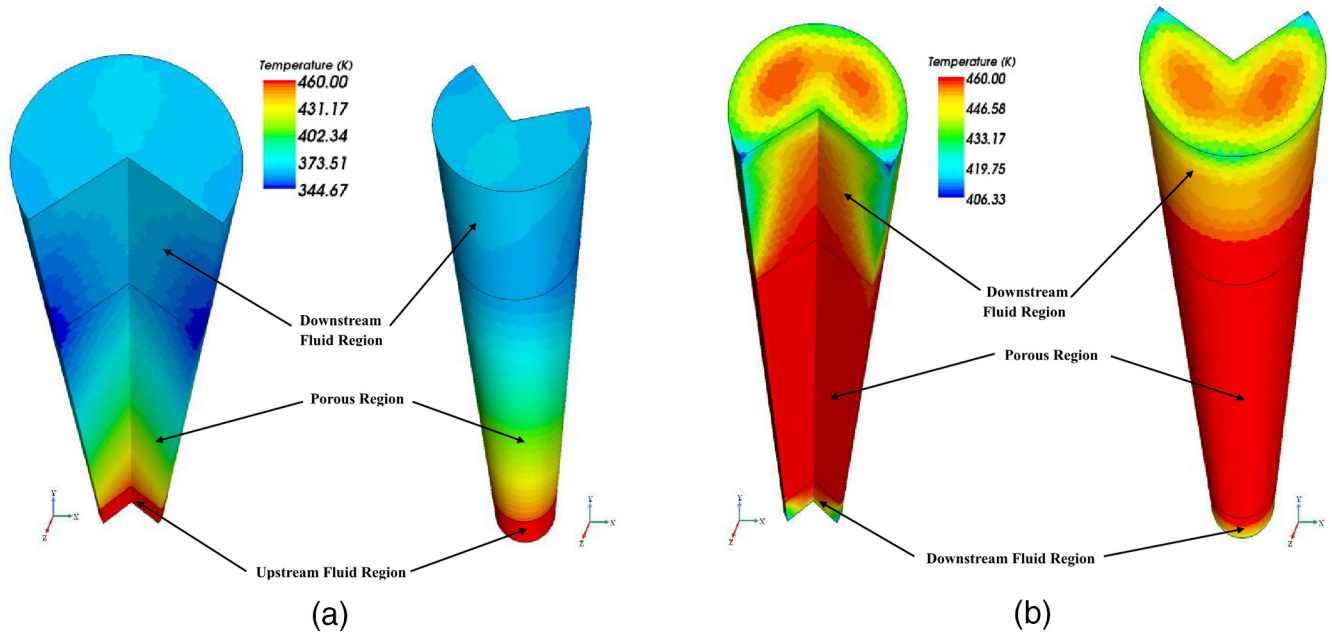 Temperature (K)
460.00
431.17
402.34
373.51
344.67
Downstream
Fluid Region
Porous Region
Upstream Fluid Region
Y
X
Z
Y
X
Z
(a)
Temperature (K)
460.00
446.58
433.17
419.75
406.33
Downstream
Fluid Region
Porous Region
Downstream Fluid Region
Y
X
Z
Y
X
Z
(b)